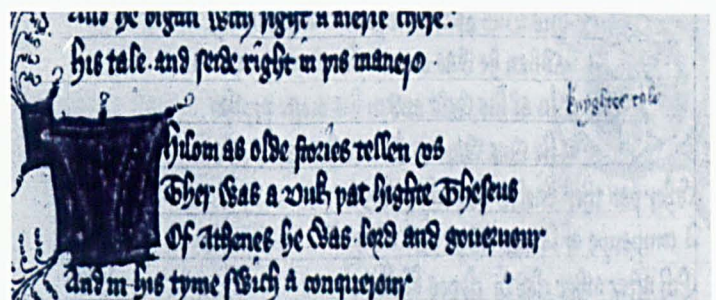 And he bigan with right a merie chere.
his tale. and seide right in þis manere
knyghtes tale
Whilom as olde stories tellen vs
Ther was a duk þat highte Theseus
Of Athenes he was lord and gouernour
And in his tyme swich a conquerour